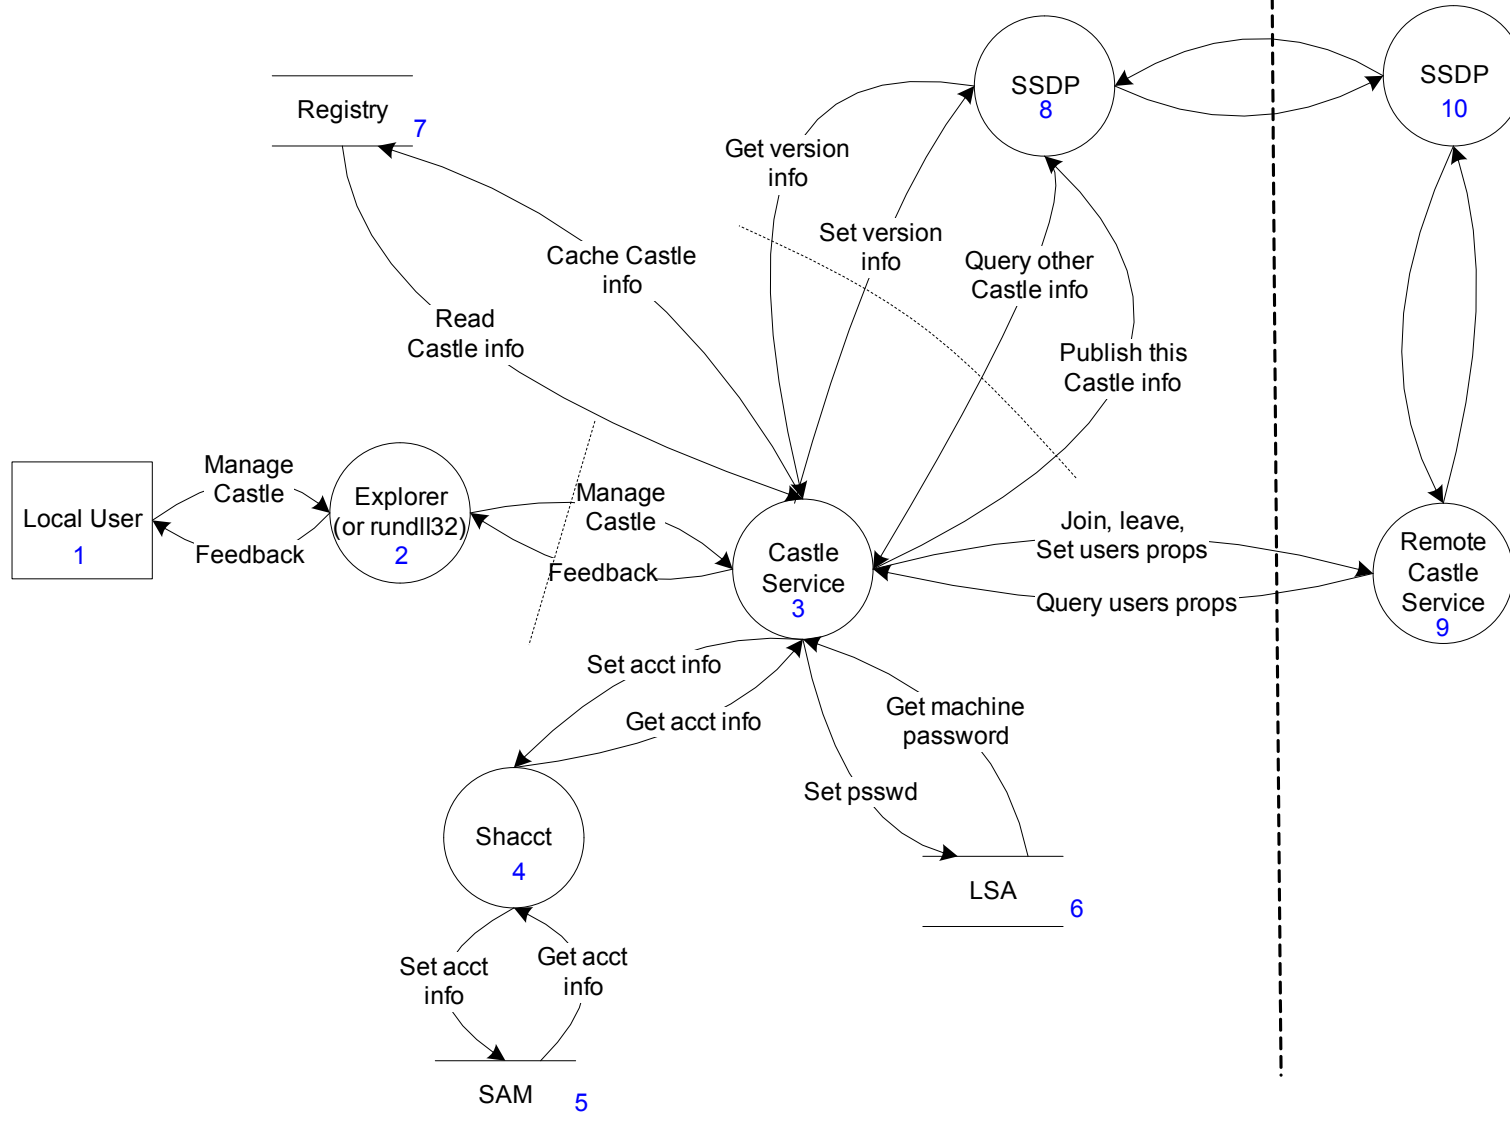 SSDP
8
SSDP
10
Registry
7
Get version
info
Set version
info
Cache Castle
info
Query other
Castle info
Read
Castle info
Publish this
Castle info
Local User
1
Manage
Castle
Feedback
Explorer
(or rundll32)
2
Manage
Castle
Feedback
Castle
Service
3
Join, leave,
Set users props
Query users props
Remote
Castle
Service
9
Set acct info
Get acct info
Get machine
password
Set psswd
Shacct
4
LSA
6
Set acct
info
Get acct
info
SAM
5